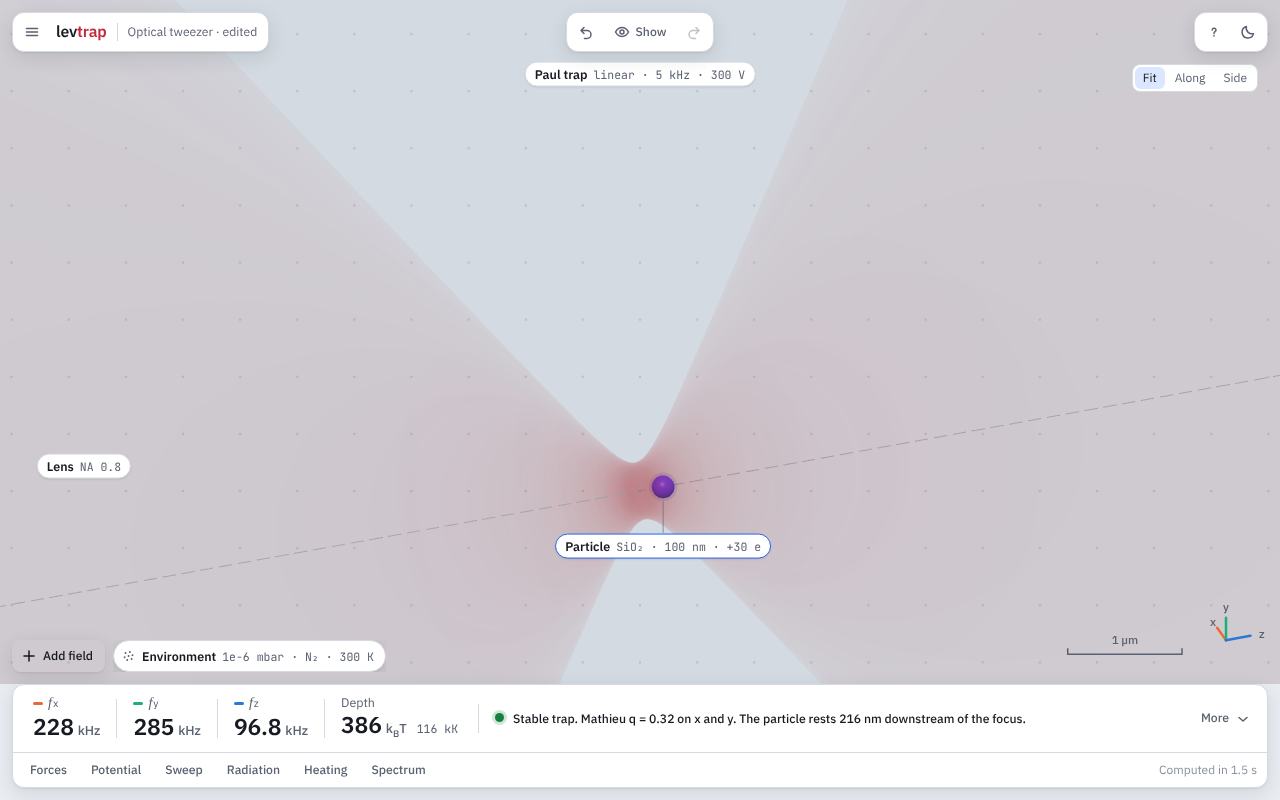 levtrap Optical tweezer · edited
Show
?
Paul trap linear · 5 kHz · 300 V
Fit Along Side
Lens NA 0.8
Particle SiO₂ · 100 nm · +30 e
y
x
z
1 µm
Add field
Environment 1e-6 mbar · N₂ · 300 K
fx
228 kHz
fy
285 kHz
fz
96.8 kHz
Depth
386 kBT 116 kK
Stable trap. Mathieu q = 0.32 on x and y. The particle rests 216 nm downstream of the focus.
More
Forces Potential Sweep Radiation Heating Spectrum
Computed in 1.5 s